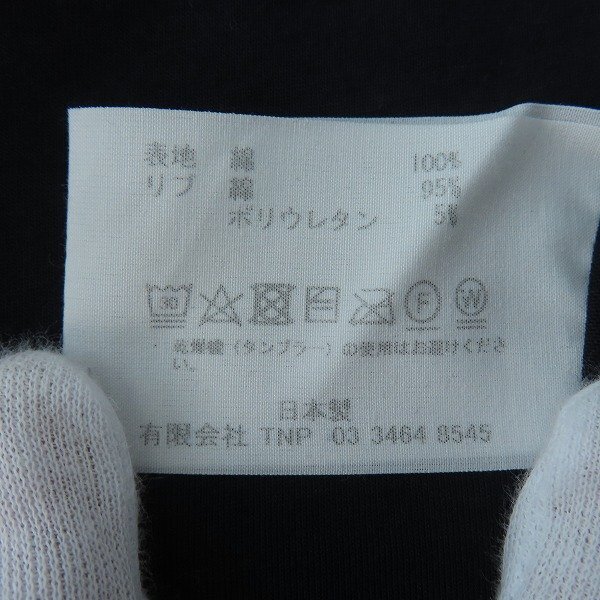 表地 綿 100%
リブ 綿 95%
ポリウレタン 5%
30 F W
乾燥機(タンブラー)の使用はお避けくださ
い。
日本製
有限会社 TNP 03 3464 8545